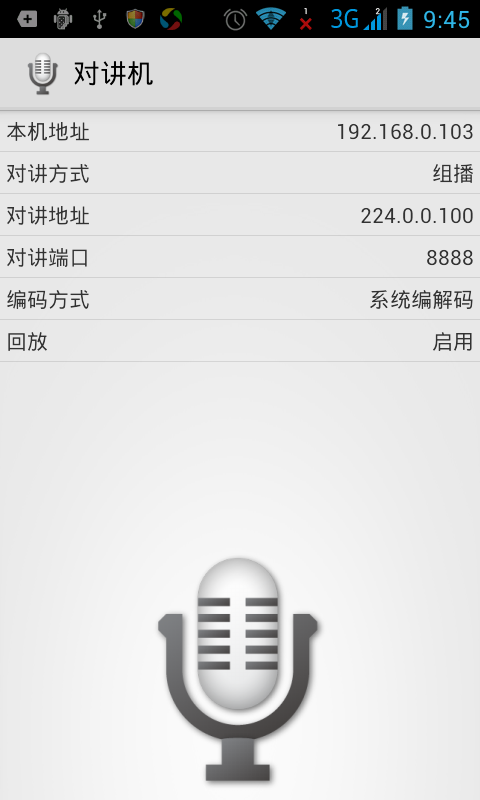 1 3G 2 9:45
对讲机
本机地址 192.168.0.103
对讲方式 组播
对讲地址 224.0.0.100
对讲端口 8888
编码方式 系统编解码
回放 启用